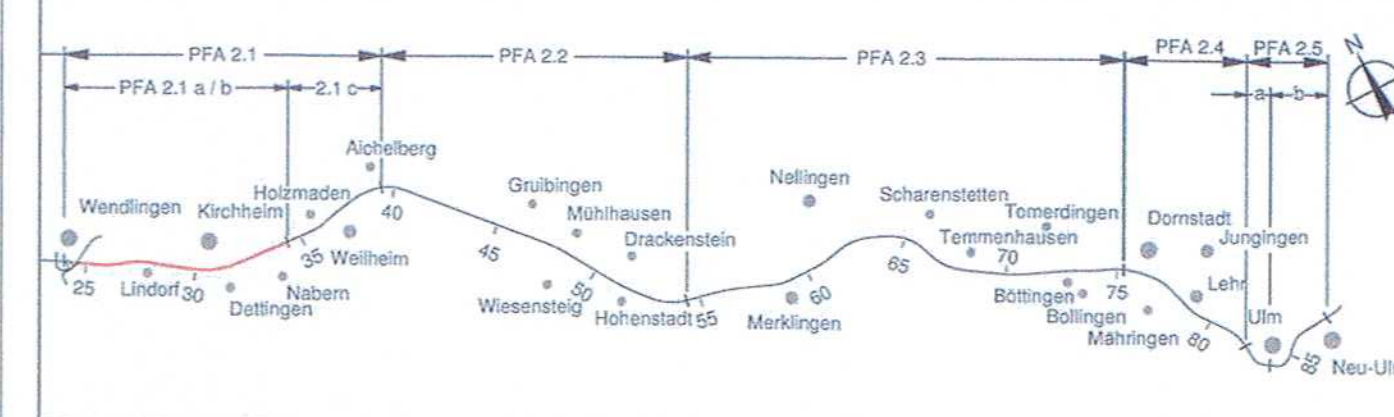 PFA 2.1
PFA 2.2
PFA 2.3
PFA 2.4
PFA 2.5
N
PFA 2.1 a / b
2.1 c
a
b
Aichelberg
Holzmaden
Wendlingen
Kirchheim
40
Gruibingen
Mühlhausen
Drackenstein
Nellingen
Scharenstetten
Tomerdingen
Dornstadt
Jungingen
35
Weilheim
45
Temmenhausen
70
65
25
Lindorf
30
Dettingen
Nabern
Wiesensteig
50
Hohenstadt
55
Merklingen
60
Böttingen
75
Bollingen
Mähringen
Lehr
80
Ulm
85
Neu-Ul